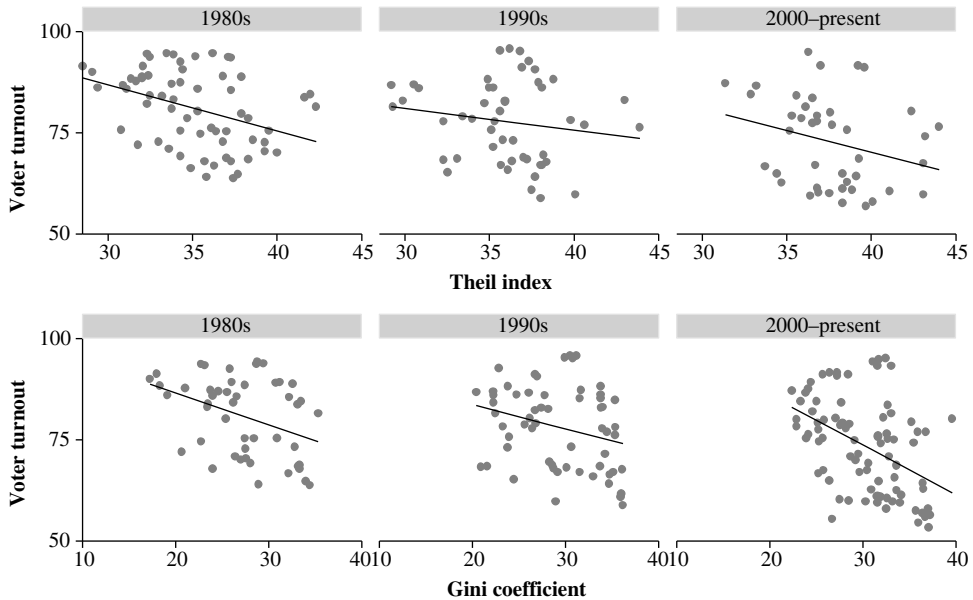 1980s 1990s 2000–present
100
75
50
Voter turnout
30 35 40 45 30 35 40 45 30 35 40 45
Theil index
1980s 1990s 2000–present
100
75
50
Voter turnout
10 20 30 40 10 20 30 40 10 20 30 40
Gini coefficient